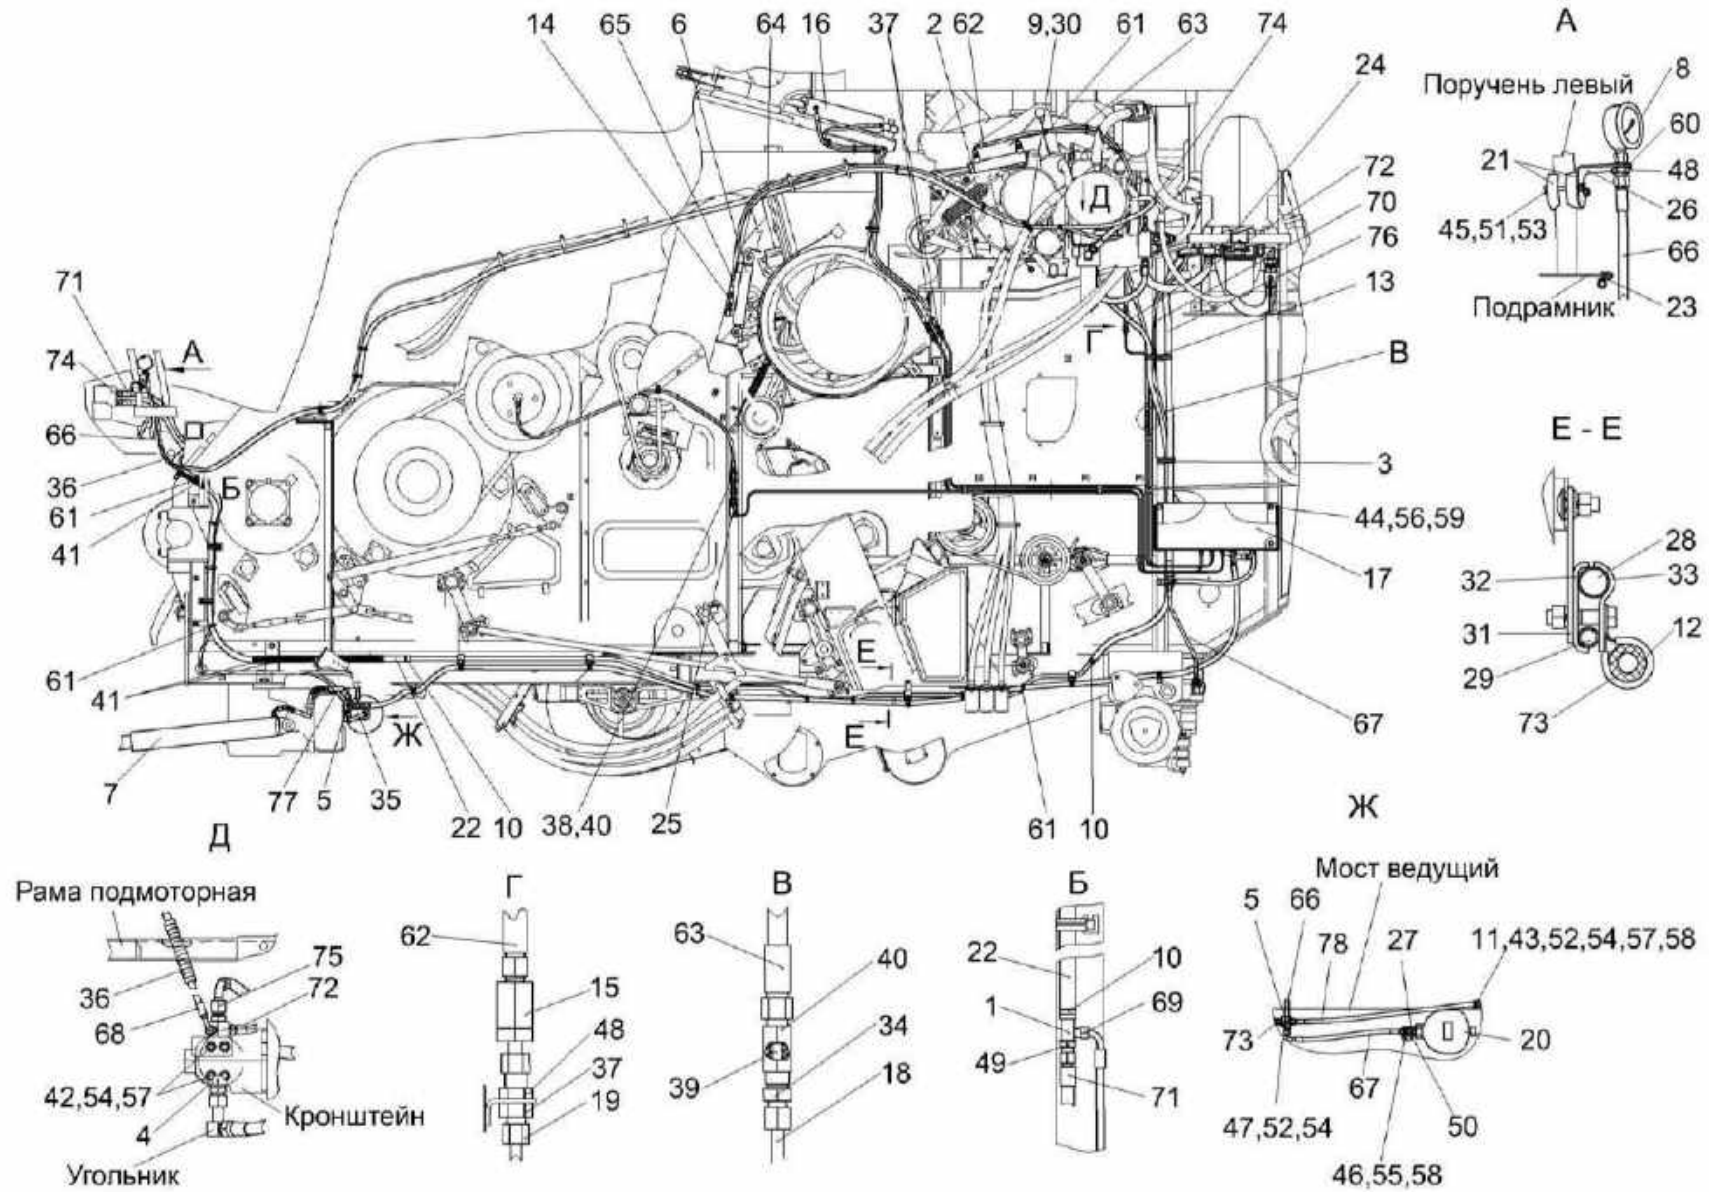 14 65 6 64 16 37 2 62 9,30 61 63 74
24
72
70
76
13
В
3
44,56,59
17
67
71
А
74
66
36
Б
61
41
61
41
7
77 5 35 22 10 38,40 25 61 10
Ж
Г
Д
Е
Е
А
Поручень левый
8
60
21
48
26
45,51,53
66
Подрамник
23
Е - Е
28
32
33
31
12
29
73
Д
Рама подмоторная
75
36
72
68
42,54,57
Кронштейн
4
Угольник
Г
62
15
48
37
19
В
63
40
34
39
18
Б
22
10
1
69
49
71
Ж
Мост ведущий
5 66
78 27 11,43,52,54,57,58
73
20
67
47,52,54
50
46,55,58